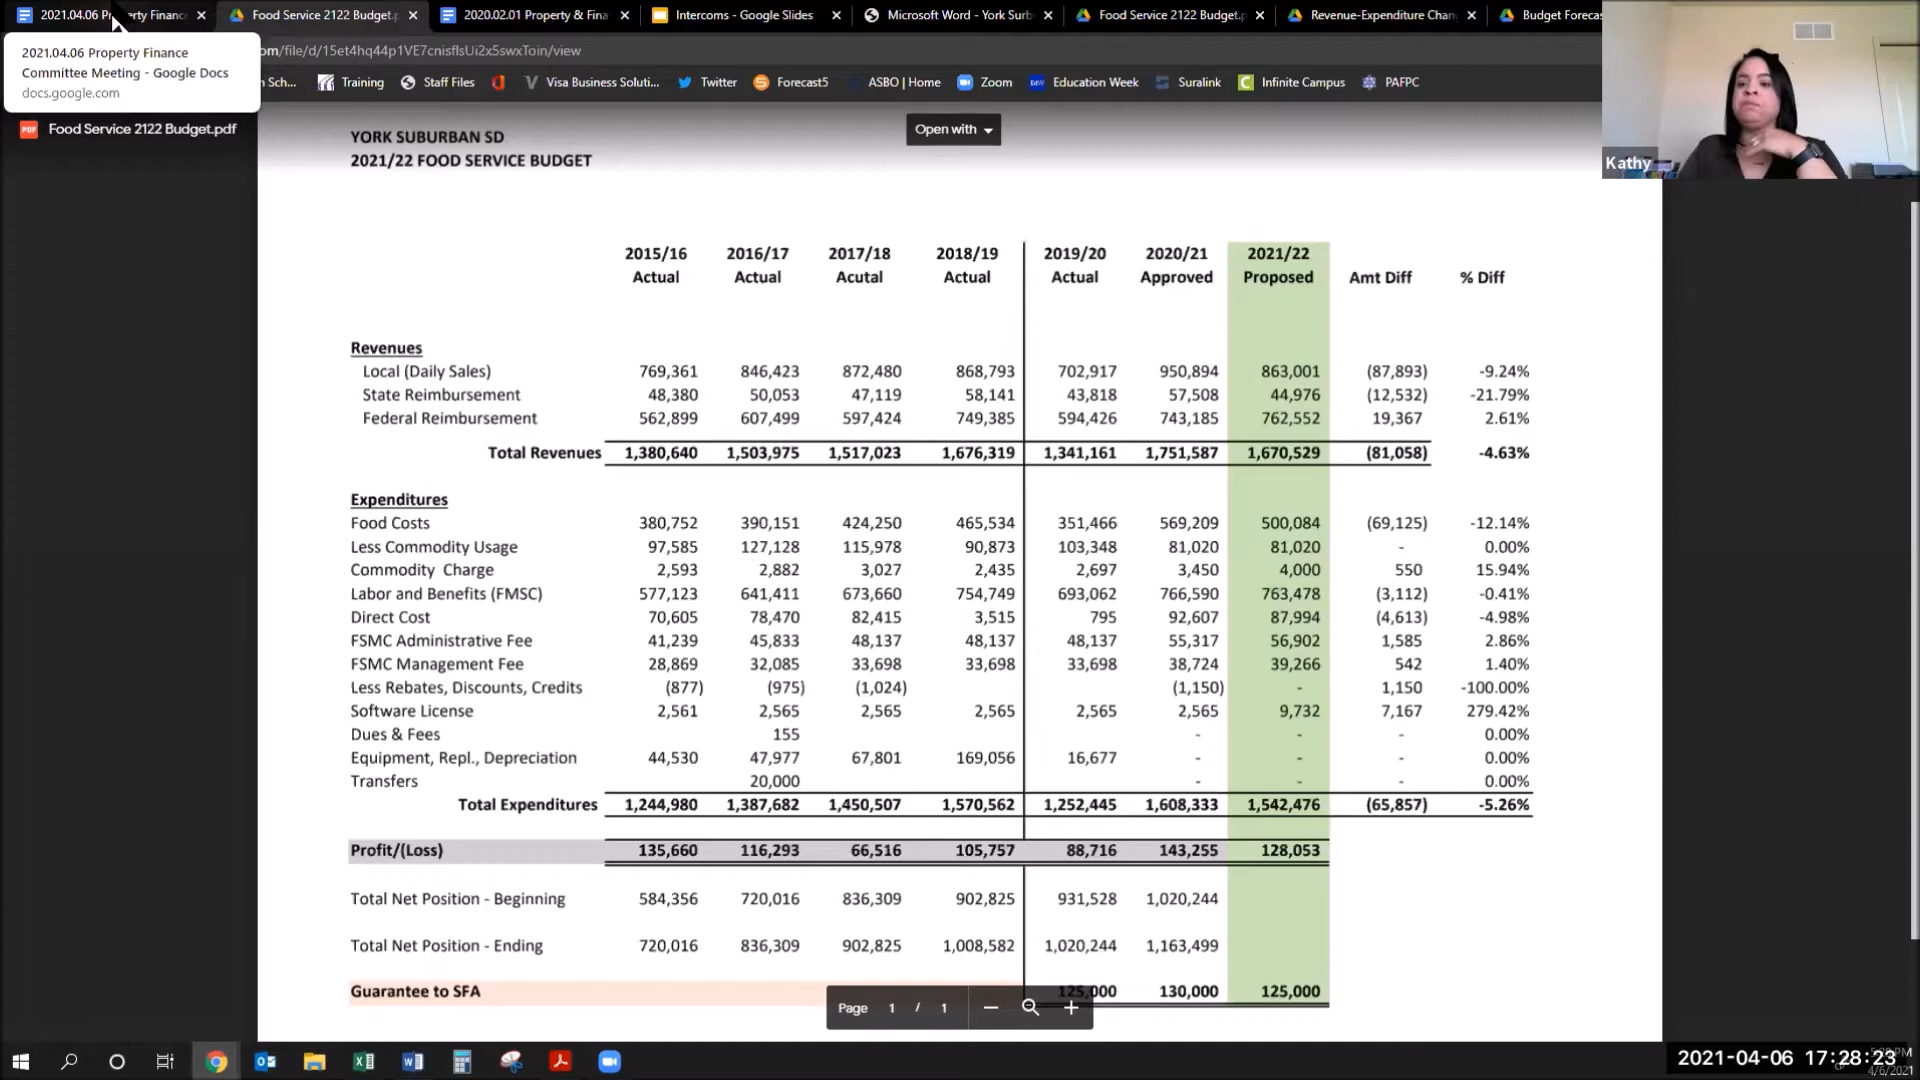 2021.04.06 Property Financ
Food Service 2122 Budget.p
2020.02.01 Property & Fina
Intercoms - Google Slides
Microsoft Word - York Surb
Food Service 2122 Budget.p
Revenue-Expenditure Chan
Budget Forecas
2021.04.06 Property Finance
Committee Meeting - Google Docs
docs.google.com
om/file/d/15et4hq44p1VE7cnisflsUi2x5swxToin/view
n Sch... Training Staff Files Visa Business Soluti... Twitter Forecast5 ASBO | Home Zoom Education Week Suralink Infinite Campus PAFPC
Food Service 2122 Budget.pdf
Open with
Kathy
YORK SUBURBAN SD
2021/22 FOOD SERVICE BUDGET
2015/16 2016/17 2017/18 2018/19 2019/20 2020/21 2021/22
Actual Actual Acutal Actual Actual Approved Proposed Amt Diff % Diff
Revenues
Local (Daily Sales) 769,361 846,423 872,480 868,793 702,917 950,894 863,001 (87,893) -9.24%
State Reimbursement 48,380 50,053 47,119 58,141 43,818 57,508 44,976 (12,532) -21.79%
Federal Reimbursement 562,899 607,499 597,424 749,385 594,426 743,185 762,552 19,367 2.61%
Total Revenues 1,380,640 1,503,975 1,517,023 1,676,319 1,341,161 1,751,587 1,670,529 (81,058) -4.63%
Expenditures
Food Costs 380,752 390,151 424,250 465,534 351,466 569,209 500,084 (69,125) -12.14%
Less Commodity Usage 97,585 127,128 115,978 90,873 103,348 81,020 81,020 - 0.00%
Commodity Charge 2,593 2,882 3,027 2,435 2,697 3,450 4,000 550 15.94%
Labor and Benefits (FMSC) 577,123 641,411 673,660 754,749 693,062 766,590 763,478 (3,112) -0.41%
Direct Cost 70,605 78,470 82,415 3,515 795 92,607 87,994 (4,613) -4.98%
FSMC Administrative Fee 41,239 45,833 48,137 48,137 48,137 55,317 56,902 1,585 2.86%
FSMC Management Fee 28,869 32,085 33,698 33,698 33,698 38,724 39,266 542 1.40%
Less Rebates, Discounts, Credits (877) (975) (1,024) (1,150) - 1,150 -100.00%
Software License 2,561 2,565 2,565 2,565 2,565 2,565 9,732 7,167 279.42%
Dues & Fees 155 - - - 0.00%
Equipment, Repl., Depreciation 44,530 47,977 67,801 169,056 16,677 - - - 0.00%
Transfers 20,000 - - - 0.00%
Total Expenditures 1,244,980 1,387,682 1,450,507 1,570,562 1,252,445 1,608,333 1,542,476 (65,857) -5.26%
Profit/(Loss) 135,660 116,293 66,516 105,757 88,716 143,255 128,053
Total Net Position - Beginning 584,356 720,016 836,309 902,825 931,528 1,020,244
Total Net Position - Ending 720,016 836,309 902,825 1,008,582 1,020,244 1,163,499
Guarantee to SFA 125,000 130,000 125,000
Page 1 / 1
2021-04-06 17:28:23
4/6/2021